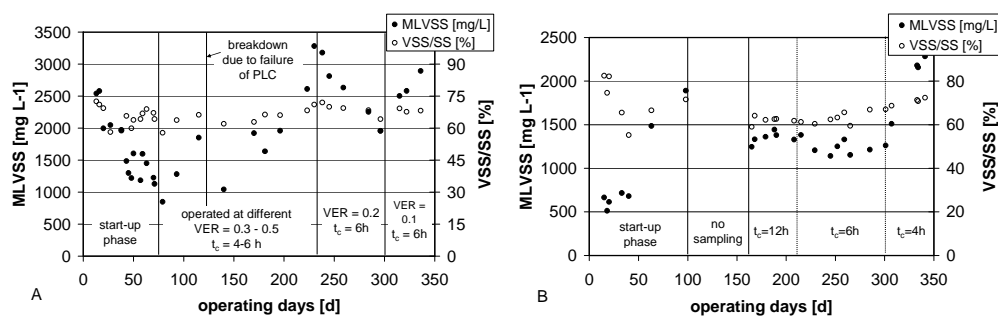 MLVSS [mg/L]
VSS/SS [%]
3500
3000
2500
2000
1500
1000
500
0
MLVSS [mg L-1]
90
75
60
45
30
15
0
VSS/SS [%]
breakdown
due to failure
of PLC
start-up
phase
operated at different
VER = 0.3 - 0.5
tc = 4-6 h
VER = 0.2
tc = 6h
VER =
0.1
tc = 6h
0 50 100 150 200 250 300 350
operating days [d]
A
MLVSS [mg/L]
VSS/SS [%]
2500
2000
1500
1000
500
0
MLVSS [mg L-1]
80
60
40
20
0
VSS/SS [%]
start-up
phase
no
sampling
tc=12h
tc=6h
tc=4h
0 50 100 150 200 250 300 350
operating days [d]
B